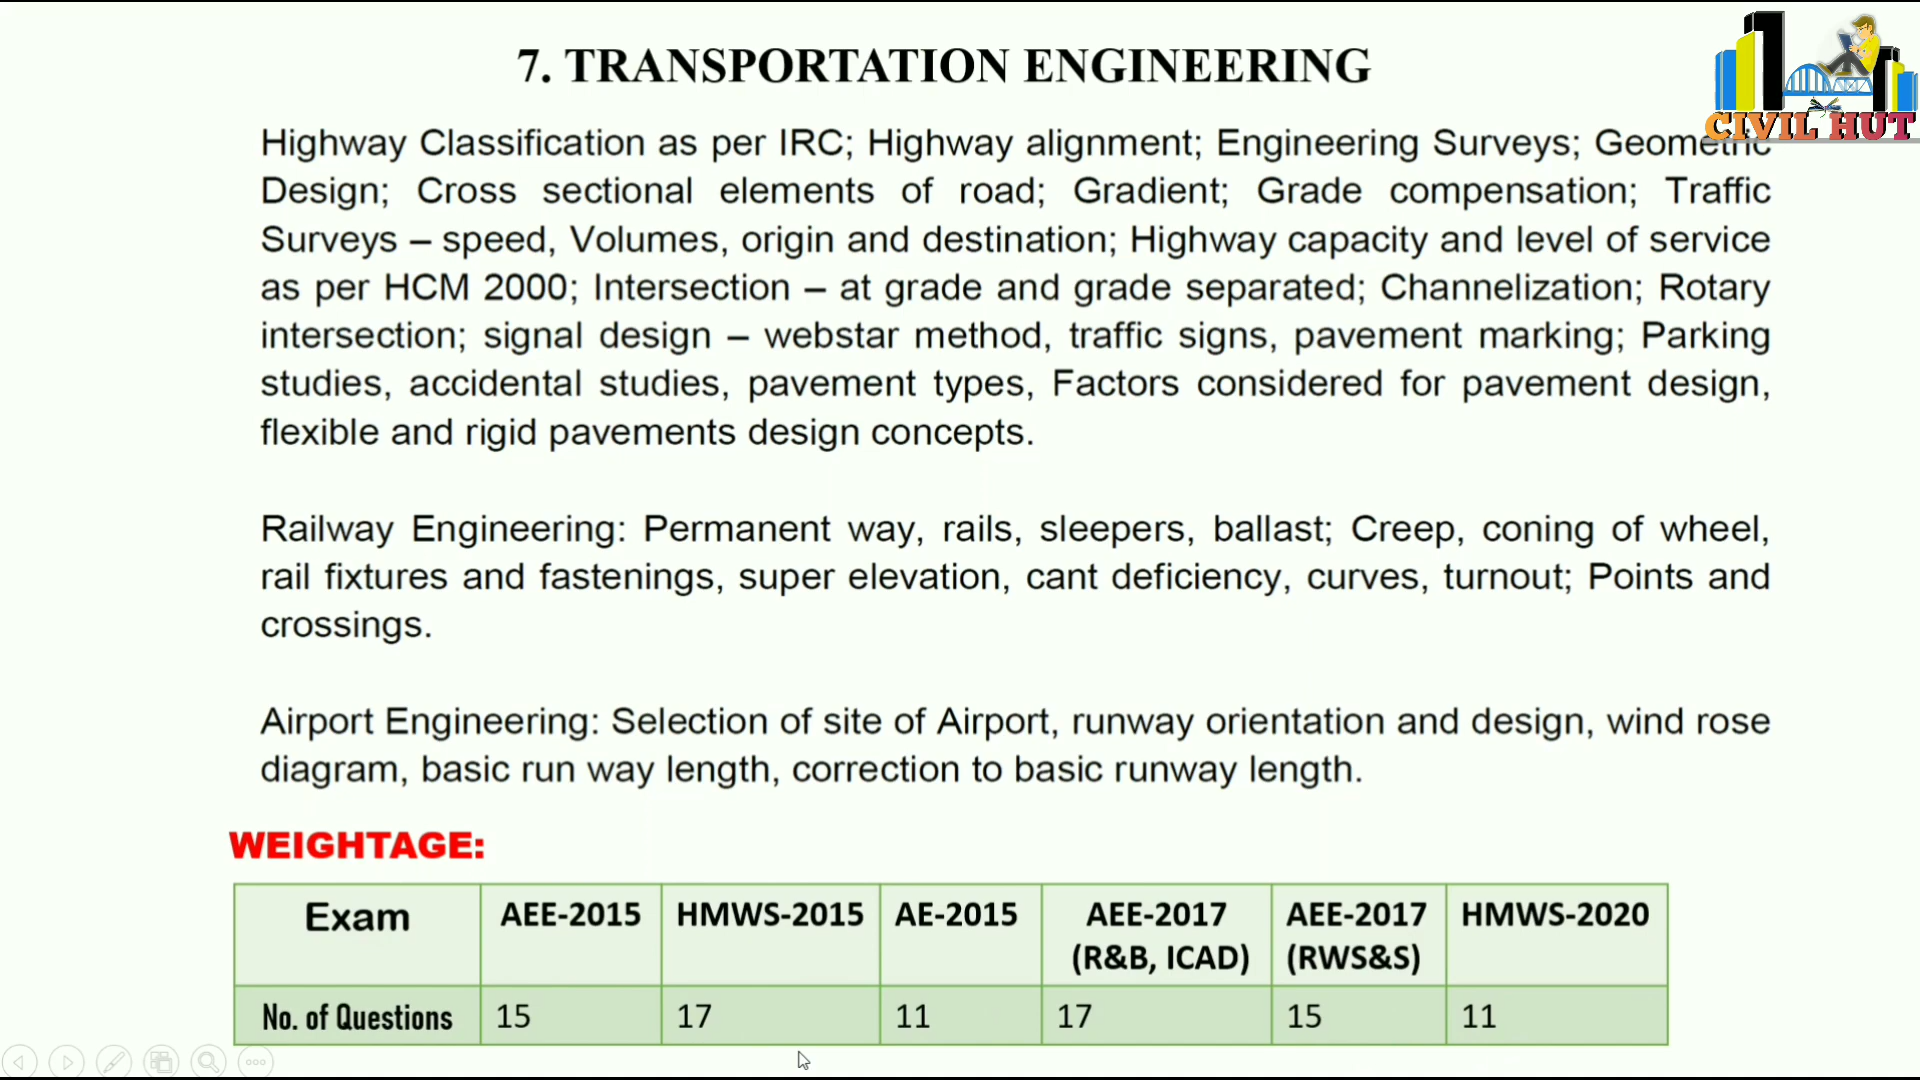 7. TRANSPORTATION ENGINEERING
CIVIL HUT
Highway Classification as per IRC; Highway alignment; Engineering Surveys; Geometric
Design; Cross sectional elements of road; Gradient; Grade compensation; Traffic
Surveys – speed, Volumes, origin and destination; Highway capacity and level of service
as per HCM 2000; Intersection – at grade and grade separated; Channelization; Rotary
intersection; signal design – webstar method, traffic signs, pavement marking; Parking
studies, accidental studies, pavement types, Factors considered for pavement design,
flexible and rigid pavements design concepts.
Railway Engineering: Permanent way, rails, sleepers, ballast; Creep, coning of wheel,
rail fixtures and fastenings, super elevation, cant deficiency, curves, turnout; Points and
crossings.
Airport Engineering: Selection of site of Airport, runway orientation and design, wind rose
diagram, basic run way length, correction to basic runway length.
WEIGHTAGE:
Exam AEE-2015 HMWS-2015 AE-2015 AEE-2017 (R&B, ICAD) AEE-2017 (RWS&S) HMWS-2020
No. of Questions 15 17 11 17 15 11